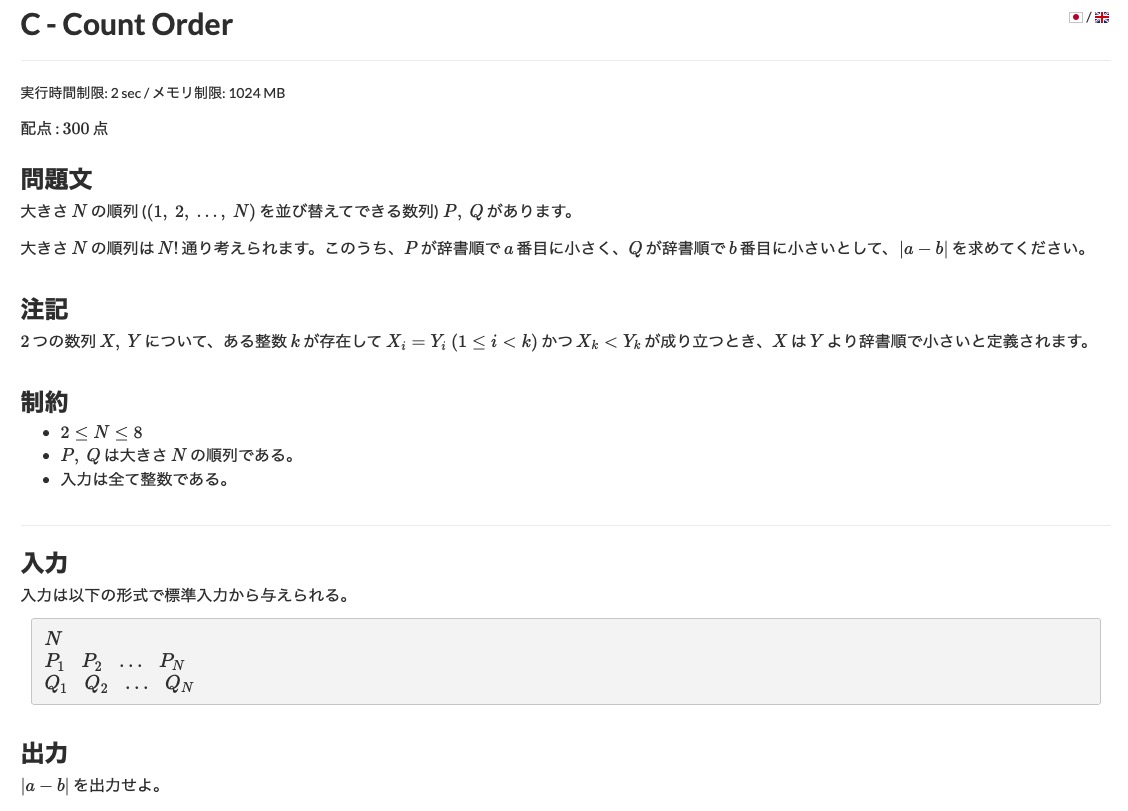 C - Count Order
/
実行時間制限: 2 sec / メモリ制限: 1024 MB
配点 : 300 点
問題文
大きさ N の順列 ((1, 2, ..., N) を並び替えてできる数列) P, Q があります。
大きさ N の順列は N! 通り考えられます。このうち、P が辞書順で a 番目に小さく、Q が辞書順で b 番目に小さいとして、|a − b| を求めてください。
注記
2 つの数列 X, Y について、ある整数 k が存在して X_i = Y_i (1 ≤ i < k) かつ X_k < Y_k が成り立つとき、X は Y より辞書順で小さいと定義されます。
制約
• 2 ≤ N ≤ 8
• P, Q は大きさ N の順列である。
• 入力は全て整数である。
入力
入力は以下の形式で標準入力から与えられる。
N
P_1 P_2 ... P_N
Q_1 Q_2 ... Q_N
出力
|a − b| を出力せよ。